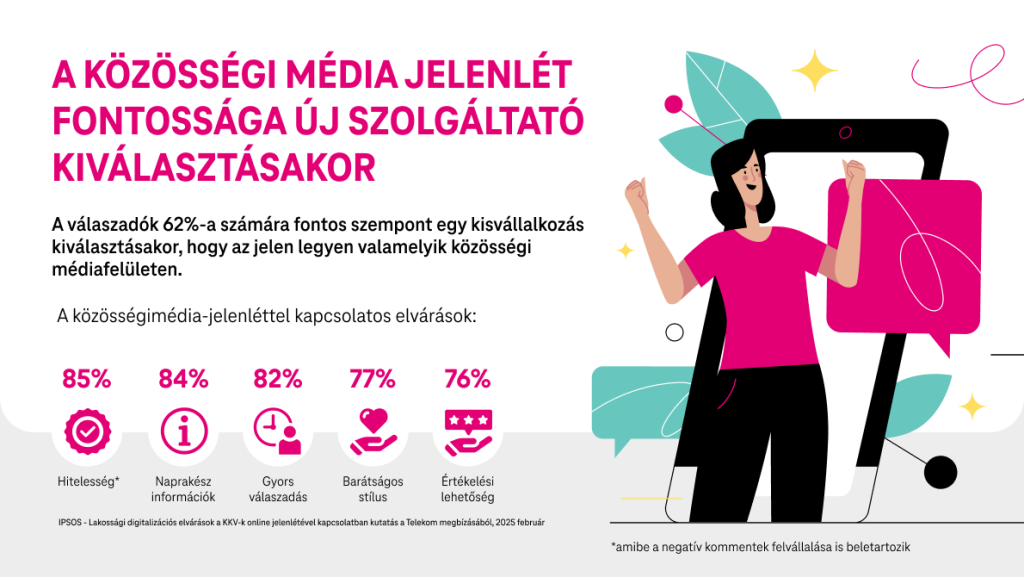 A KÖZÖSSÉGI MÉDIA JELENLÉT
FONTOSSÁGA ÚJ SZOLGÁLTATÓ
KIVÁLASZTÁSAKOR
A válaszadók 62%-a számára fontos szempont egy kisvállalkozás
kiválasztásakor, hogy az jelen legyen valamelyik közösségi
médiafelületen.
A közösségimédia-jelenléttel kapcsolatos elvárások:
85%
Hitelesség*
84%
Naprakész
információk
82%
Gyors
válaszadás
77%
Barátságos
stílus
76%
Értékelési
lehetőség
IPSOS - Lakossági digitalizációs elvárások a KKV-k online jelenlétével kapcsolatban kutatás a Telekom megbízásából, 2025 február
*amibe a negatív kommentek felvállalása is beletartozik